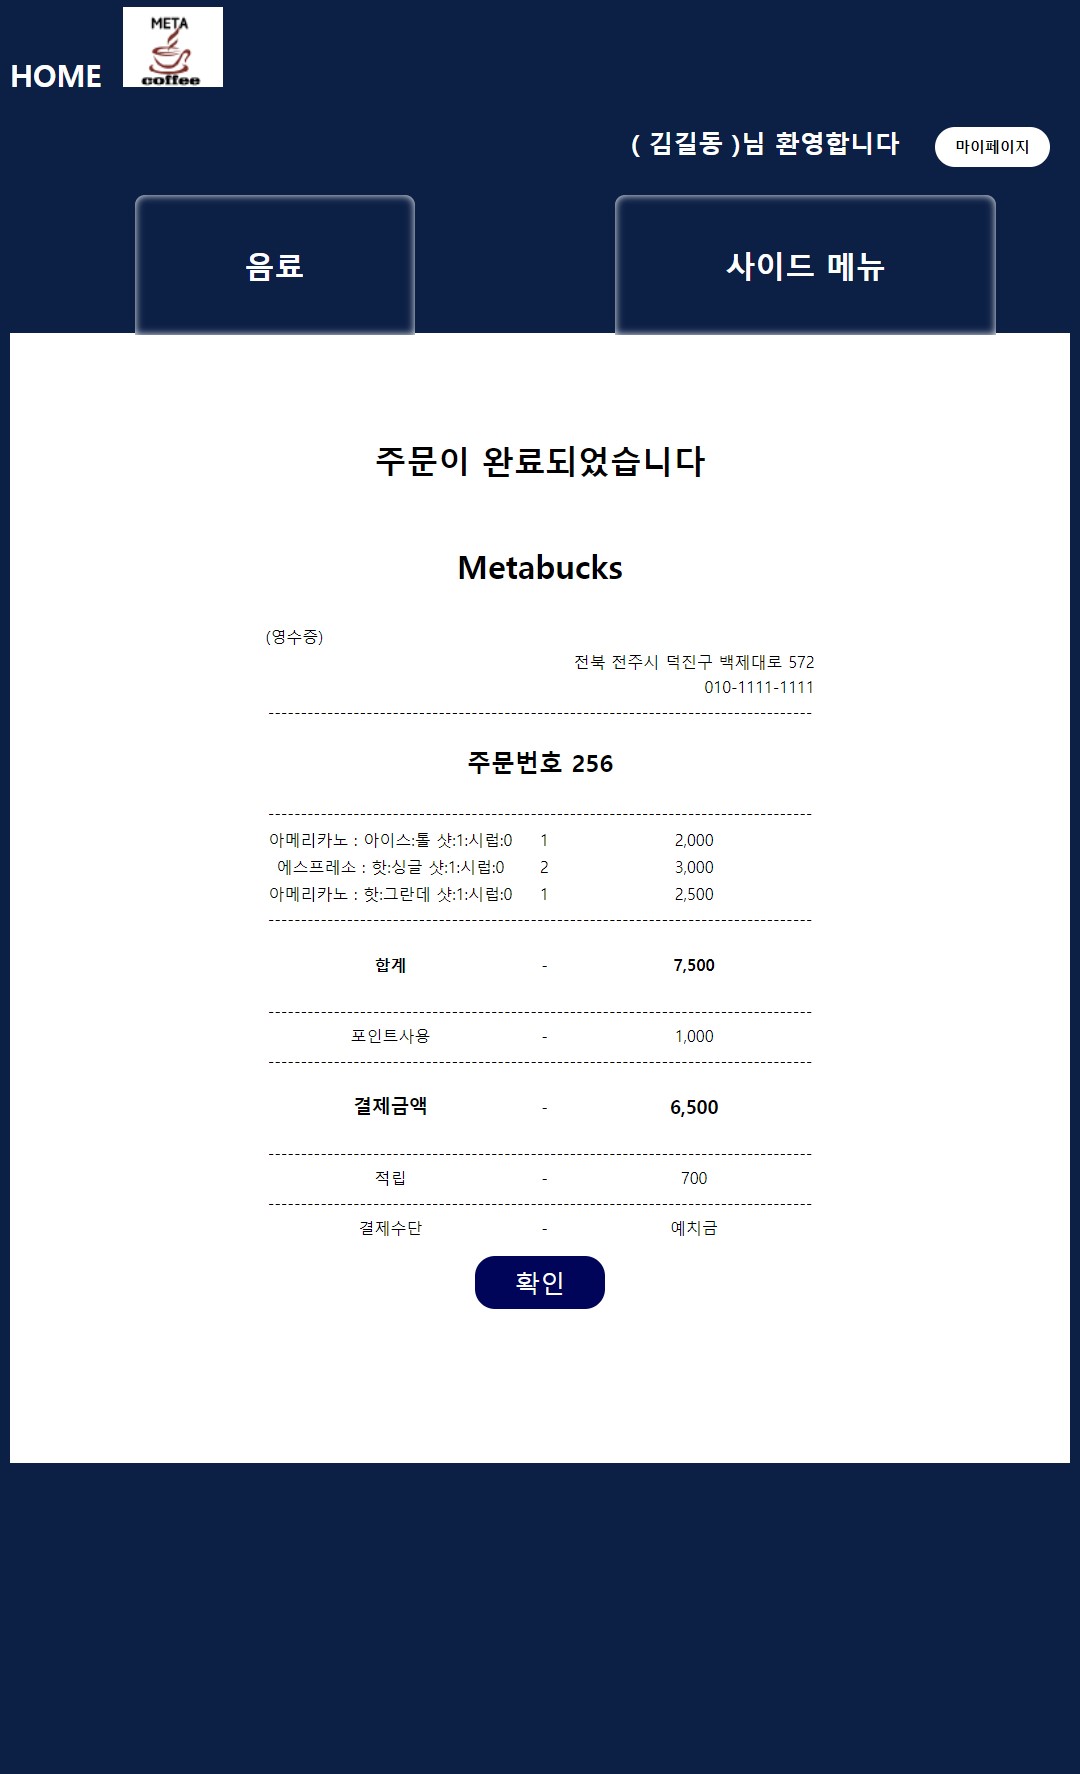 META
coffee
HOME
( 김길동 )님 환영합니다
마이페이지
음료
사이드 메뉴
주문이 완료되었습니다
Metabucks
(영수증)
전북 전주시 덕진구 백제대로 572
010-1111-1111
------------------------------------------------------------------------------------
주문번호 256
------------------------------------------------------------------------------------
아메리카노 : 아이스:톨 샷:1:시럽:0 1 2,000
에스프레소 : 핫:싱글 샷:1:시럽:0 2 3,000
아메리카노 : 핫:그란데 샷:1:시럽:0 1 2,500
------------------------------------------------------------------------------------
합계 - 7,500
------------------------------------------------------------------------------------
포인트사용 - 1,000
------------------------------------------------------------------------------------
결제금액 - 6,500
------------------------------------------------------------------------------------
적립 - 700
------------------------------------------------------------------------------------
결제수단 - 예치금
확인